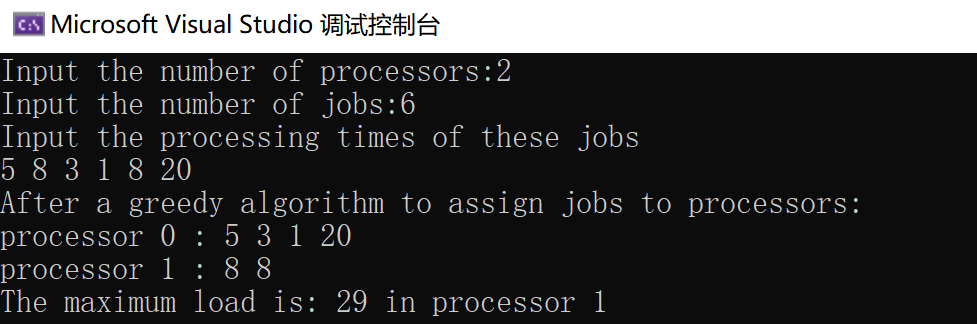 C:\ Microsoft Visual Studio 调试控制台
Input the number of processors:2
Input the number of jobs:6
Input the processing times of these jobs
5 8 3 1 8 20
After a greedy algorithm to assign jobs to processors:
processor 0 : 5 3 1 20
processor 1 : 8 8
The maximum load is: 29 in processor 1